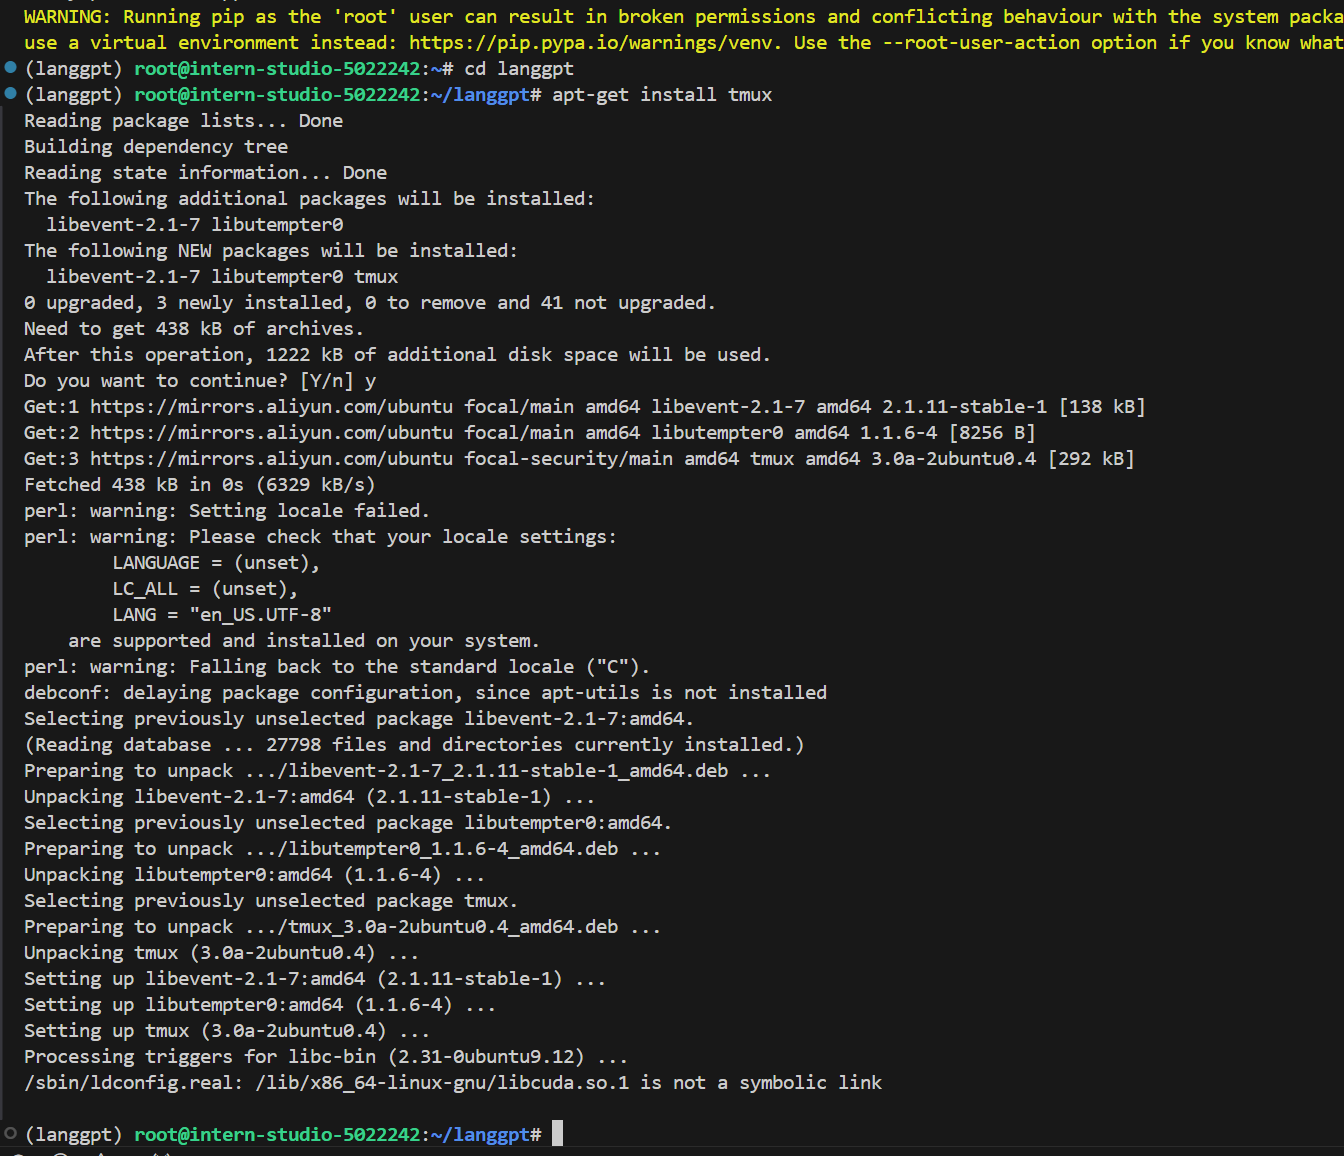 WARNING: Running pip as the 'root' user can result in broken permissions and conflicting behaviour with the system packa
use a virtual environment instead: https://pip.pypa.io/warnings/venv. Use the --root-user-action option if you know what
(langgpt) root@intern-studio-5022242:~# cd langgpt
(langgpt) root@intern-studio-5022242:~/langgpt# apt-get install tmux
Reading package lists... Done
Building dependency tree
Reading state information... Done
The following additional packages will be installed:
  libevent-2.1-7 libutempter0
The following NEW packages will be installed:
  libevent-2.1-7 libutempter0 tmux
0 upgraded, 3 newly installed, 0 to remove and 41 not upgraded.
Need to get 438 kB of archives.
After this operation, 1222 kB of additional disk space will be used.
Do you want to continue? [Y/n] y
Get:1 https://mirrors.aliyun.com/ubuntu focal/main amd64 libevent-2.1-7 amd64 2.1.11-stable-1 [138 kB]
Get:2 https://mirrors.aliyun.com/ubuntu focal/main amd64 libutempter0 amd64 1.1.6-4 [8256 B]
Get:3 https://mirrors.aliyun.com/ubuntu focal-security/main amd64 tmux amd64 3.0a-2ubuntu0.4 [292 kB]
Fetched 438 kB in 0s (6329 kB/s)
perl: warning: Setting locale failed.
perl: warning: Please check that your locale settings:
        LANGUAGE = (unset),
        LC_ALL = (unset),
        LANG = "en_US.UTF-8"
    are supported and installed on your system.
perl: warning: Falling back to the standard locale ("C").
debconf: delaying package configuration, since apt-utils is not installed
Selecting previously unselected package libevent-2.1-7:amd64.
(Reading database ... 27798 files and directories currently installed.)
Preparing to unpack .../libevent-2.1-7_2.1.11-stable-1_amd64.deb ...
Unpacking libevent-2.1-7:amd64 (2.1.11-stable-1) ...
Selecting previously unselected package libutempter0:amd64.
Preparing to unpack .../libutempter0_1.1.6-4_amd64.deb ...
Unpacking libutempter0:amd64 (1.1.6-4) ...
Selecting previously unselected package tmux.
Preparing to unpack .../tmux_3.0a-2ubuntu0.4_amd64.deb ...
Unpacking tmux (3.0a-2ubuntu0.4) ...
Setting up libevent-2.1-7:amd64 (2.1.11-stable-1) ...
Setting up libutempter0:amd64 (1.1.6-4) ...
Setting up tmux (3.0a-2ubuntu0.4) ...
Processing triggers for libc-bin (2.31-0ubuntu9.12) ...
/sbin/ldconfig.real: /lib/x86_64-linux-gnu/libcuda.so.1 is not a symbolic link
(langgpt) root@intern-studio-5022242:~/langgpt#